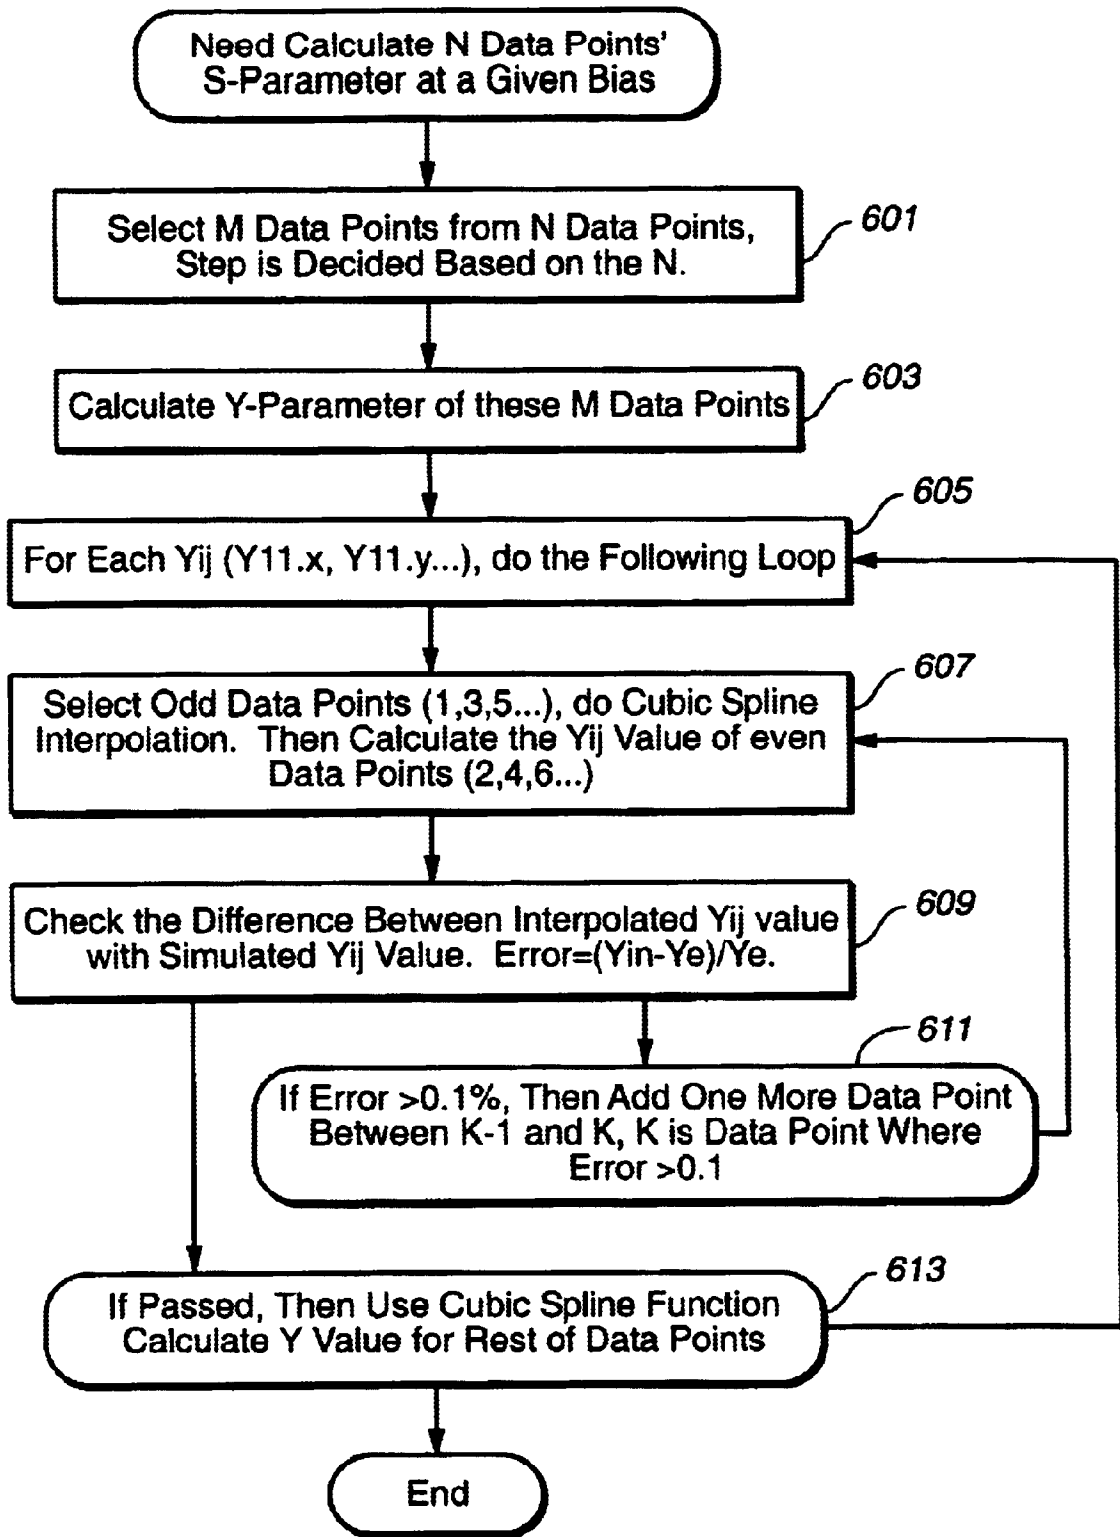 Need Calculate N Data Points'
S-Parameter at a Given Bias
601
Select M Data Points from N Data Points,
Step is Decided Based on the N.
603
Calculate Y-Parameter of these M Data Points
605
For Each Yij (Y11.x, Y11.y...), do the Following Loop
607
Select Odd Data Points (1,3,5...), do Cubic Spline
Interpolation. Then Calculate the Yij Value of even
Data Points (2,4,6...)
609
Check the Difference Between Interpolated Yij value
with Simulated Yij Value. Error=(Yin-Ye)/Ye.
611
If Error >0.1%, Then Add One More Data Point
Between K-1 and K, K is Data Point Where
Error >0.1
613
If Passed, Then Use Cubic Spline Function
Calculate Y Value for Rest of Data Points
End